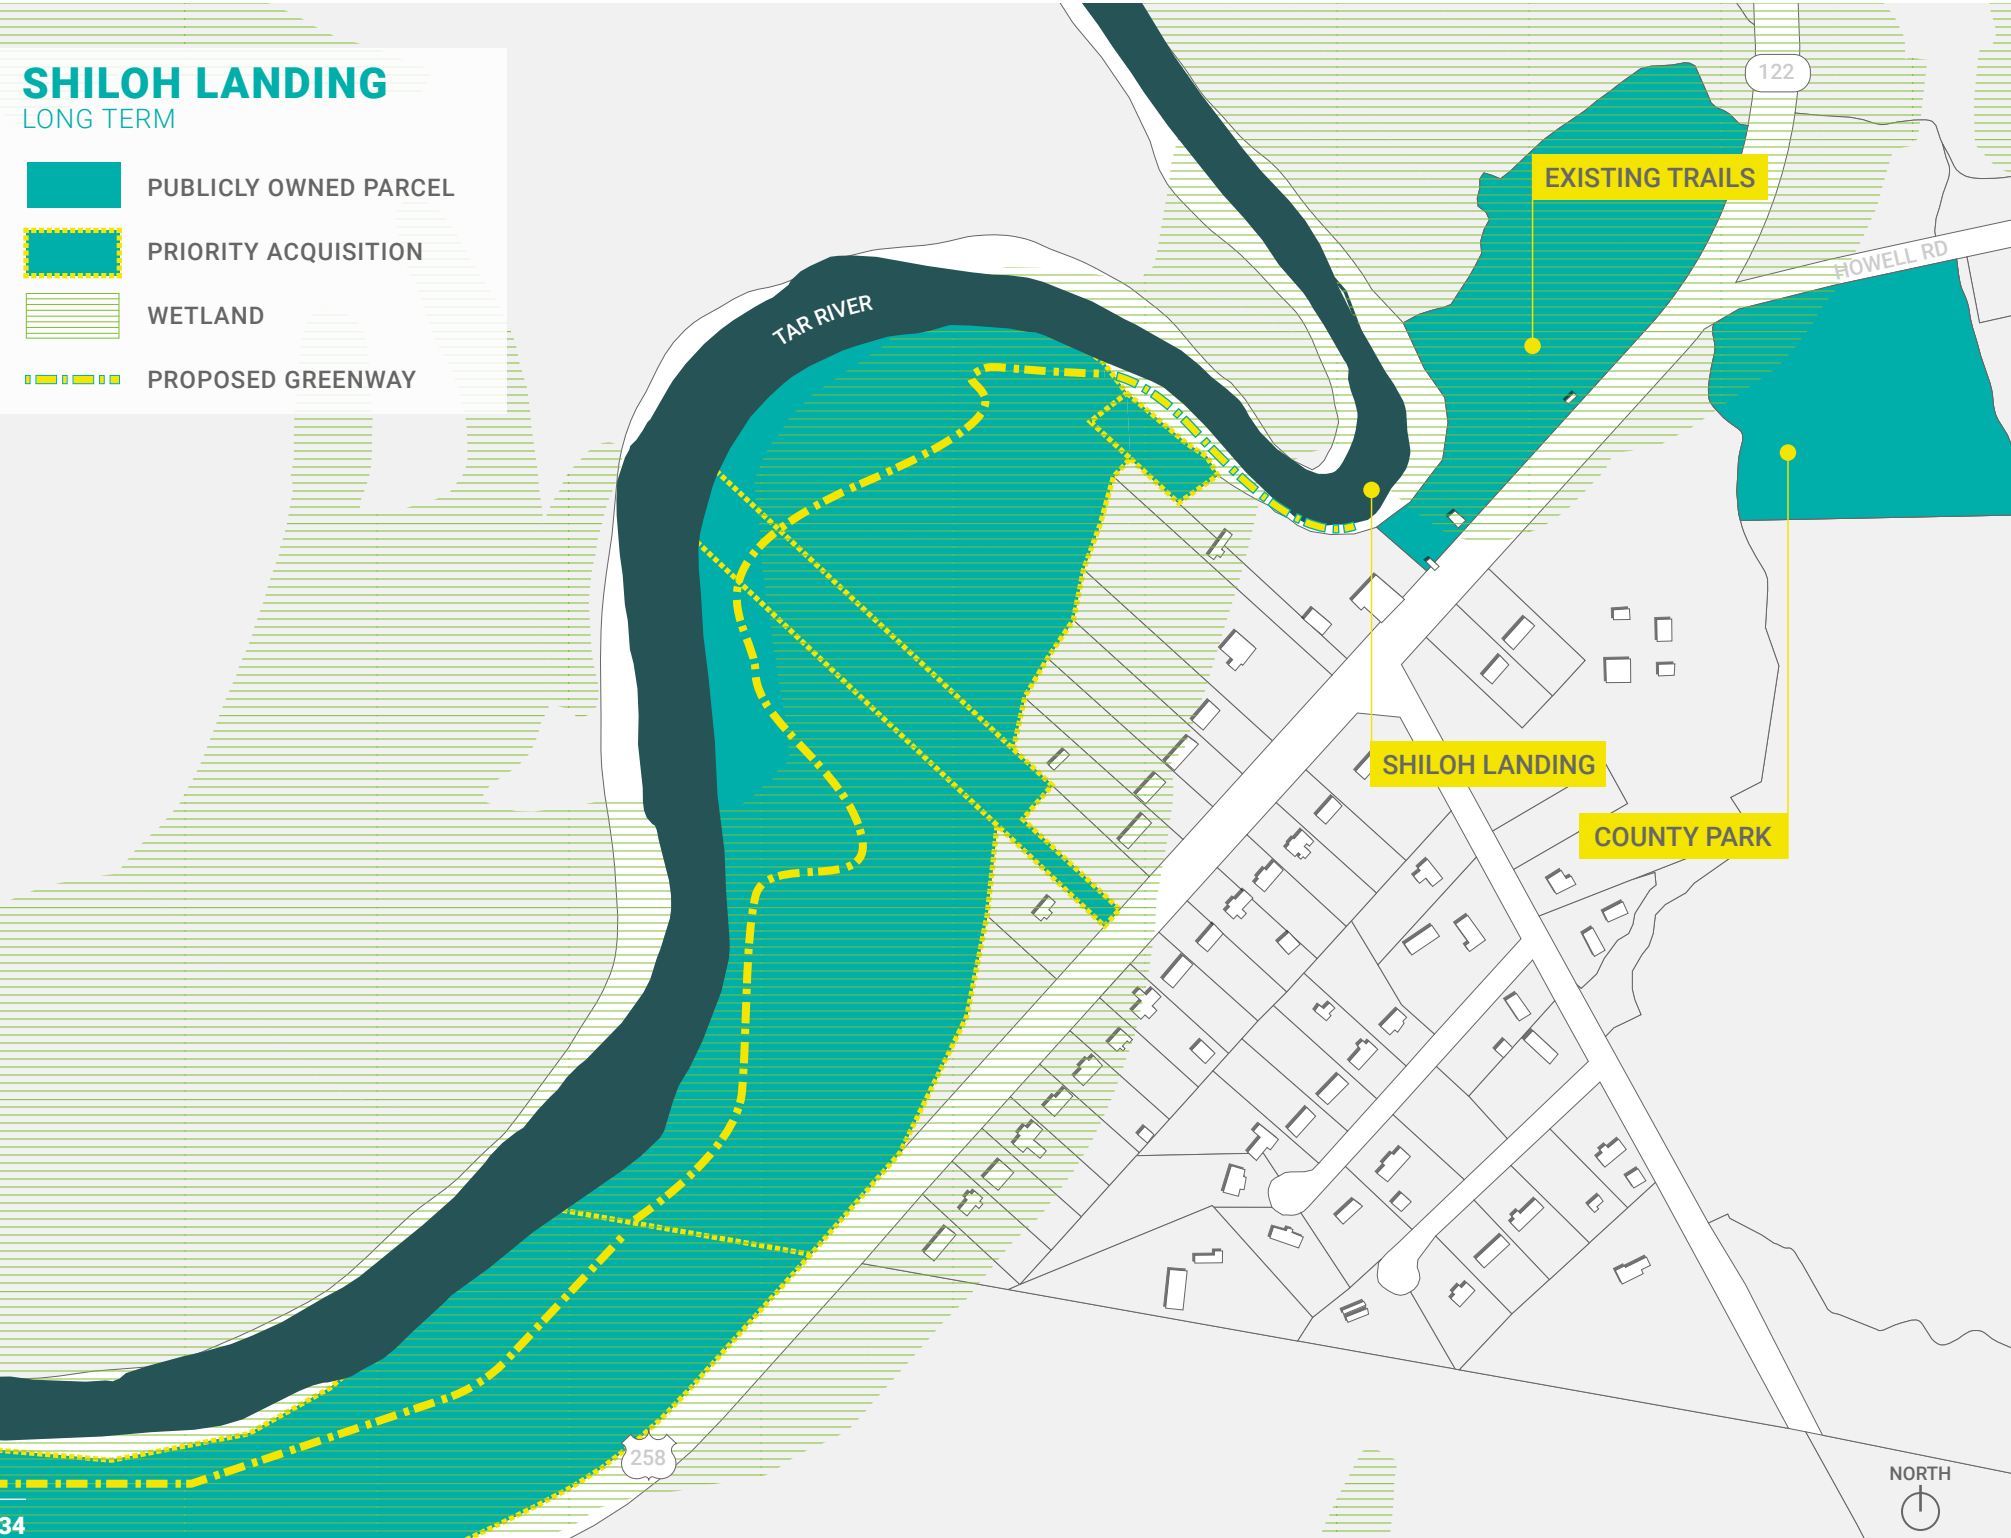 SHILOH LANDING
LONG TERM
PUBLICLY OWNED PARCEL
PRIORITY ACQUISITION
WETLAND
PROPOSED GREENWAY
122
EXISTING TRAILS
HOWELL RD
TAR RIVER
SHILOH LANDING
COUNTY PARK
258
NORTH
34